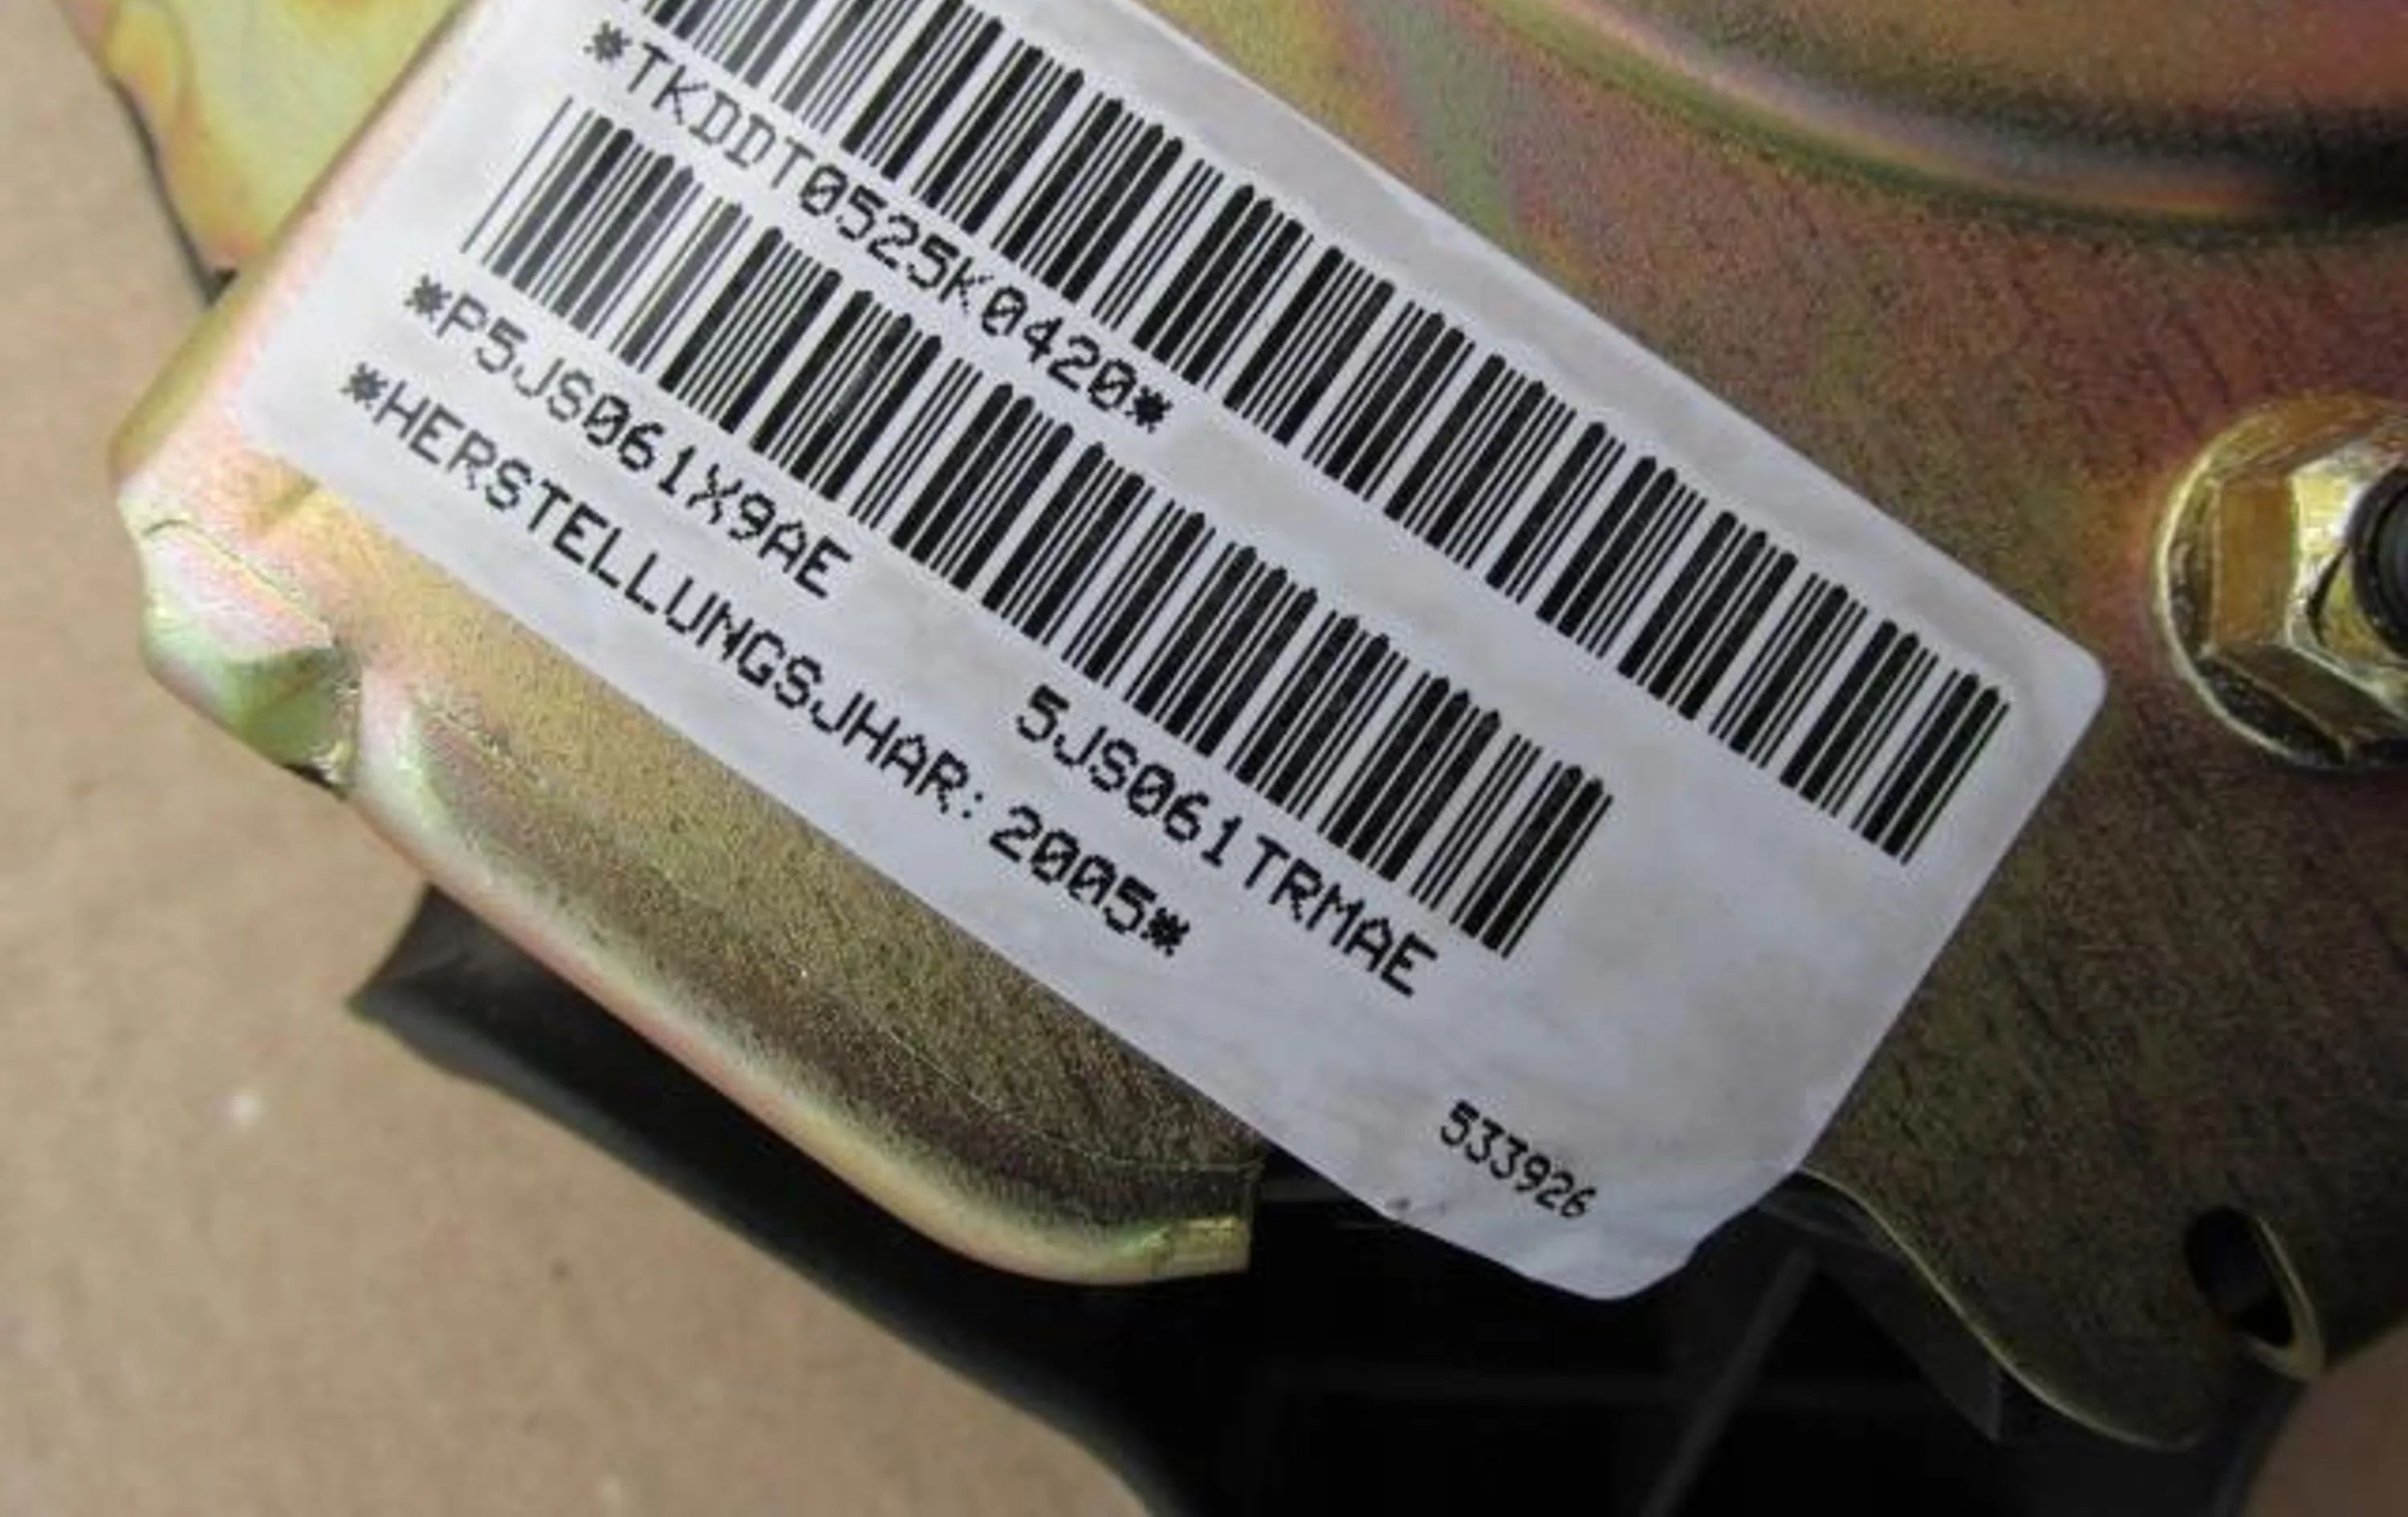 *TKDDT0525K0420*
*P5JS061X9AE 5JS061TRMAE
*HERSTELLUNGSJHAR: 2005*
533926